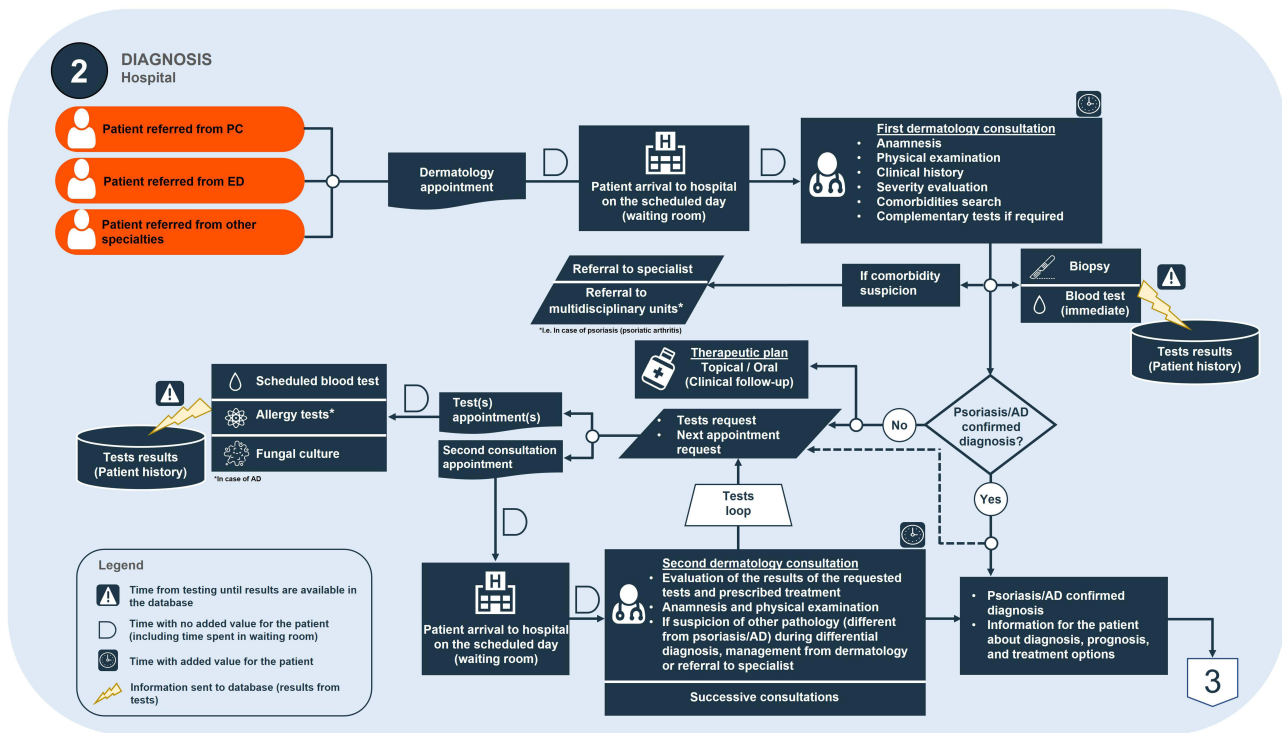 2
DIAGNOSIS
Hospital
Patient referred from PC
Patient referred from ED
Patient referred from other
specialties
Dermatology
appointment
H
Patient arrival to hospital
on the scheduled day
(waiting room)
First dermatology consultation
• Anamnesis
• Physical examination
• Clinical history
• Severity evaluation
• Comorbidities search
• Complementary tests if required
Referral to specialist
Referral to
multidisciplinary units*
*I.e. In case of psoriasis (psoriatic arthritis)
If comorbidity
suspicion
Biopsy
Blood test
(immediate)
Tests results
(Patient history)
Therapeutic plan
Topical / Oral
(Clinical follow-up)
Psoriasis/AD
confirmed
diagnosis?
No
Yes
• Tests request
• Next appointment
request
Test(s)
appointment(s)
Second consultation
appointment
Scheduled blood test
Allergy tests*
Fungal culture
*In case of AD
Tests results
(Patient history)
Tests
loop
H
Patient arrival to hospital
on the scheduled day
(waiting room)
Second dermatology consultation
• Evaluation of the results of the requested
tests and prescribed treatment
• Anamnesis and physical examination
• If suspicion of other pathology (different
from psoriasis/AD) during differential
diagnosis, management from dermatology
or referral to specialist
Successive consultations
• Psoriasis/AD confirmed
diagnosis
• Information for the patient
about diagnosis, prognosis,
and treatment options
3
Legend
Time from testing until results are available in
the database
Time with no added value for the patient
(including time spent in waiting room)
Time with added value for the patient
Information sent to database (results from
tests)